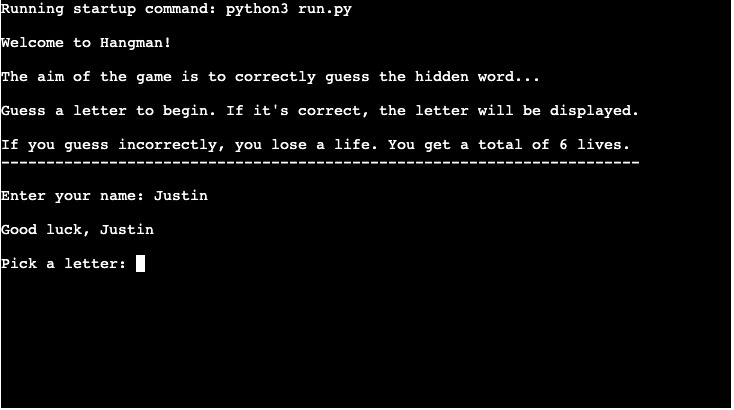 Running startup command: python3 run.py
Welcome to Hangman!
The aim of the game is to correctly guess the hidden word...
Guess a letter to begin. If it's correct, the letter will be displayed.
If you guess incorrectly, you lose a life. You get a total of 6 lives.
-----------------------------------------------------------------------
Enter your name: Justin
Good luck, Justin
Pick a letter: